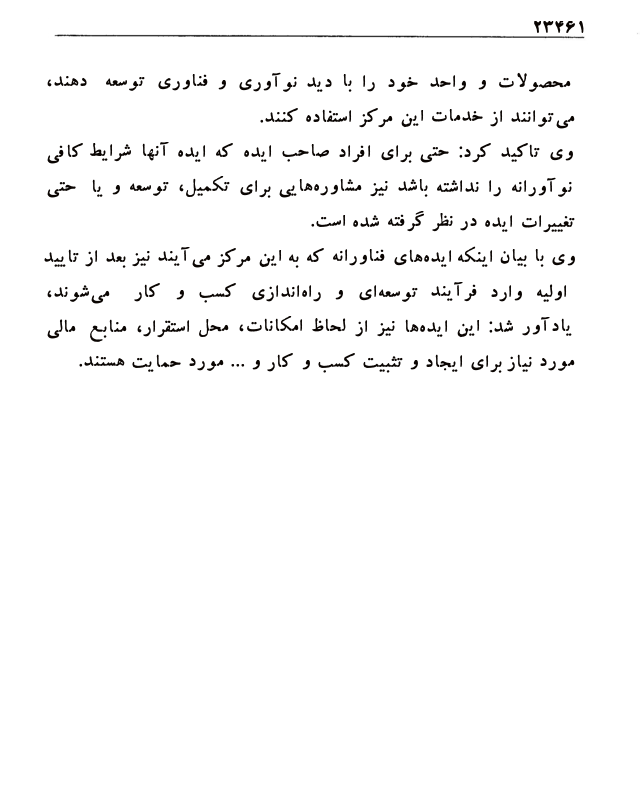 ۲۳۴۶۱
محصولات و واحد خود را با دید نوآوری و فناوری توسعه دهند،
می‌توانند از خدمات این مرکز استفاده کنند.
وی تاکید کرد: حتی برای افراد صاحب ایده که ایده آنها شرایط کافی
نوآورانه را نداشته باشد نیز مشاوره‌هایی برای تکمیل، توسعه و یا حتی
تغییرات ایده در نظر گرفته شده است.
وی با بیان اینکه ایده‌های فناورانه که به این مرکز می‌آیند نیز بعد از تایید
اولیه وارد فرآیند توسعه‌ای و راه‌اندازی کسب و کار می‌شوند،
یادآور شد: این ایده‌ها نیز از لحاظ امکانات، محل استقرار، منابع مالی
مورد نیاز برای ایجاد و تثبیت کسب و کار و ... مورد حمایت هستند.